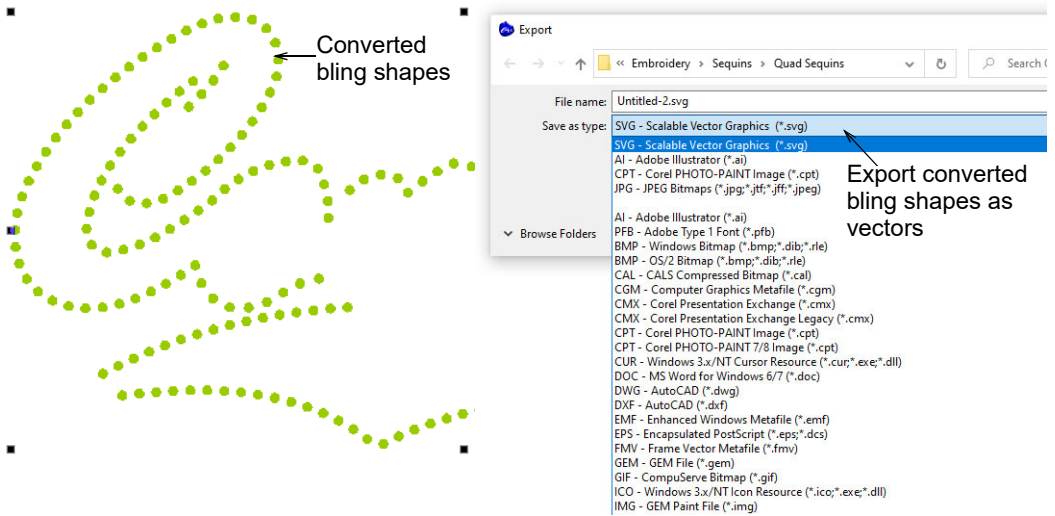 Converted
bling shapes
Export
« Embroidery › Sequins › Quad Sequins
Search
File name: Untitled-2.svg
Save as type: SVG - Scalable Vector Graphics (*.svg)
SVG - Scalable Vector Graphics (*.svg)
AI - Adobe Illustrator (*.ai)
CPT - Corel PHOTO-PAINT Image (*.cpt)
JPG - JPEG Bitmaps (*.jpg;*.jtf;*.jff;*.jpeg)
Export converted
bling shapes as
vectors
AI - Adobe Illustrator (*.ai)
PFB - Adobe Type 1 Font (*.pfb)
Browse Folders
BMP - Windows Bitmap (*.bmp;*.dib;*.rle)
BMP - OS/2 Bitmap (*.bmp;*.dib;*.rle)
CAL - CALS Compressed Bitmap (*.cal)
CGM - Computer Graphics Metafile (*.cgm)
CMX - Corel Presentation Exchange (*.cmx)
CMX - Corel Presentation Exchange Legacy (*.cmx)
CPT - Corel PHOTO-PAINT Image (*.cpt)
CPT - Corel PHOTO-PAINT 7/8 Image (*.cpt)
CUR - Windows 3.x/NT Cursor Resource (*.cur;*.exe;*.dll)
DOC - MS Word for Windows 6/7 (*.doc)
DWG - AutoCAD (*.dwg)
DXF - AutoCAD (*.dxf)
EMF - Enhanced Windows Metafile (*.emf)
EPS - Encapsulated PostScript (*.eps;*.dcs)
FMV - Frame Vector Metafile (*.fmv)
GEM - GEM File (*.gem)
GIF - CompuServe Bitmap (*.gif)
ICO - Windows 3.x/NT Icon Resource (*.ico;*.exe;*.dll)
IMG - GEM Paint File (*.img)